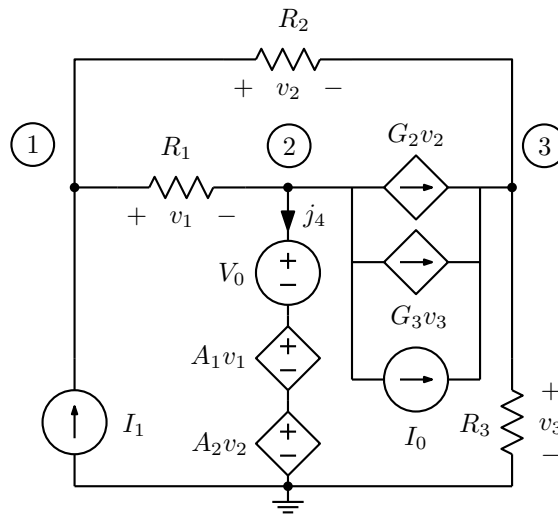 R₂
+ v₂ −
1
2
3
R₁
G₂v₂
+ v₁ −
j₄
V₀
+
−
G₃v₃
A₁v₁
+
−
I₁
A₂v₂
+
−
I₀
R₃
+
v₃
−